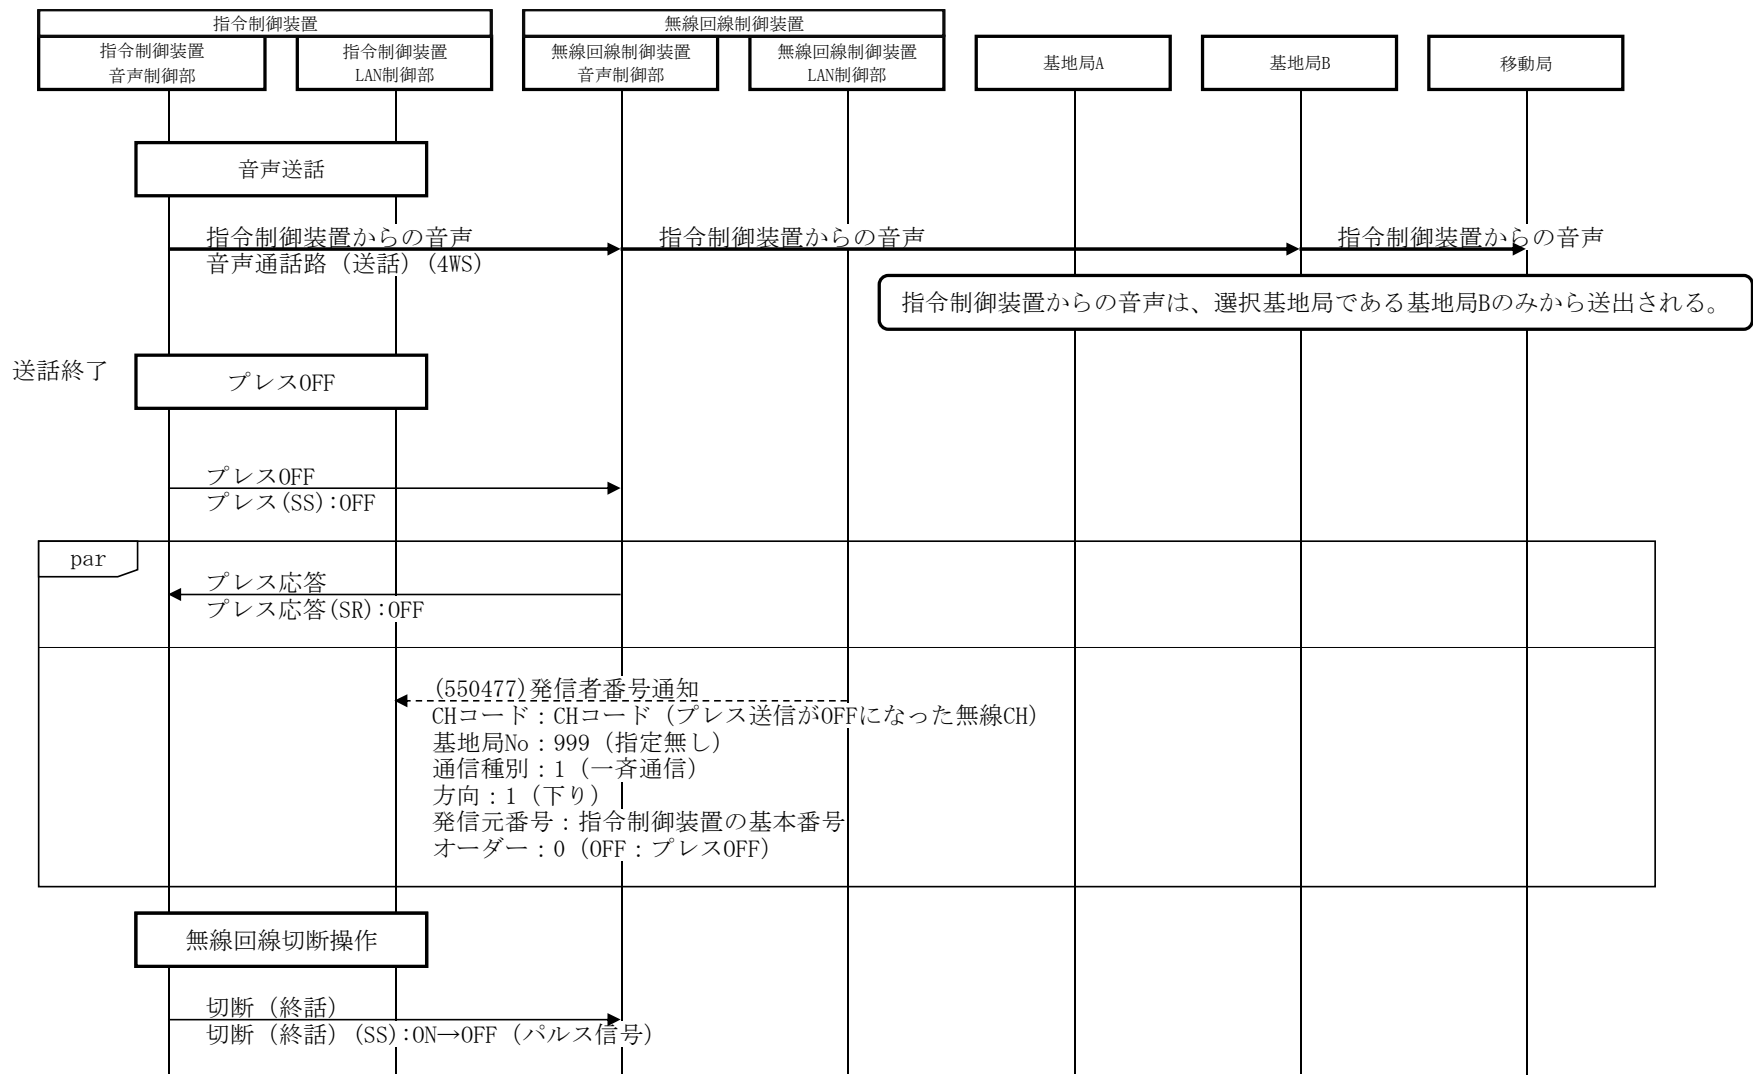 指令制御装置
無線回線制御装置
指令制御装置
音声制御部
指令制御装置
LAN制御部
無線回線制御装置
音声制御部
無線回線制御装置
LAN制御部
基地局A
基地局B
移動局
音声送話
指令制御装置からの音声
音声通話路（送話）(4WS)
指令制御装置からの音声
指令制御装置からの音声
指令制御装置からの音声は、選択基地局である基地局Bのみから送出される。
送話終了
プレスOFF
プレスOFF
プレス(SS):OFF
par
プレス応答
プレス応答(SR):OFF
(550477)発信者番号通知
CHコード：CHコード（プレス送信がOFFになった無線CH）
基地局No：999（指定無し）
通信種別：1（一斉通信）
方向：1（下り）
発信元番号：指令制御装置の基本番号
オーダー：0（OFF：プレスOFF）
無線回線切断操作
切断（終話）
切断（終話）(SS):ON→OFF（パルス信号）